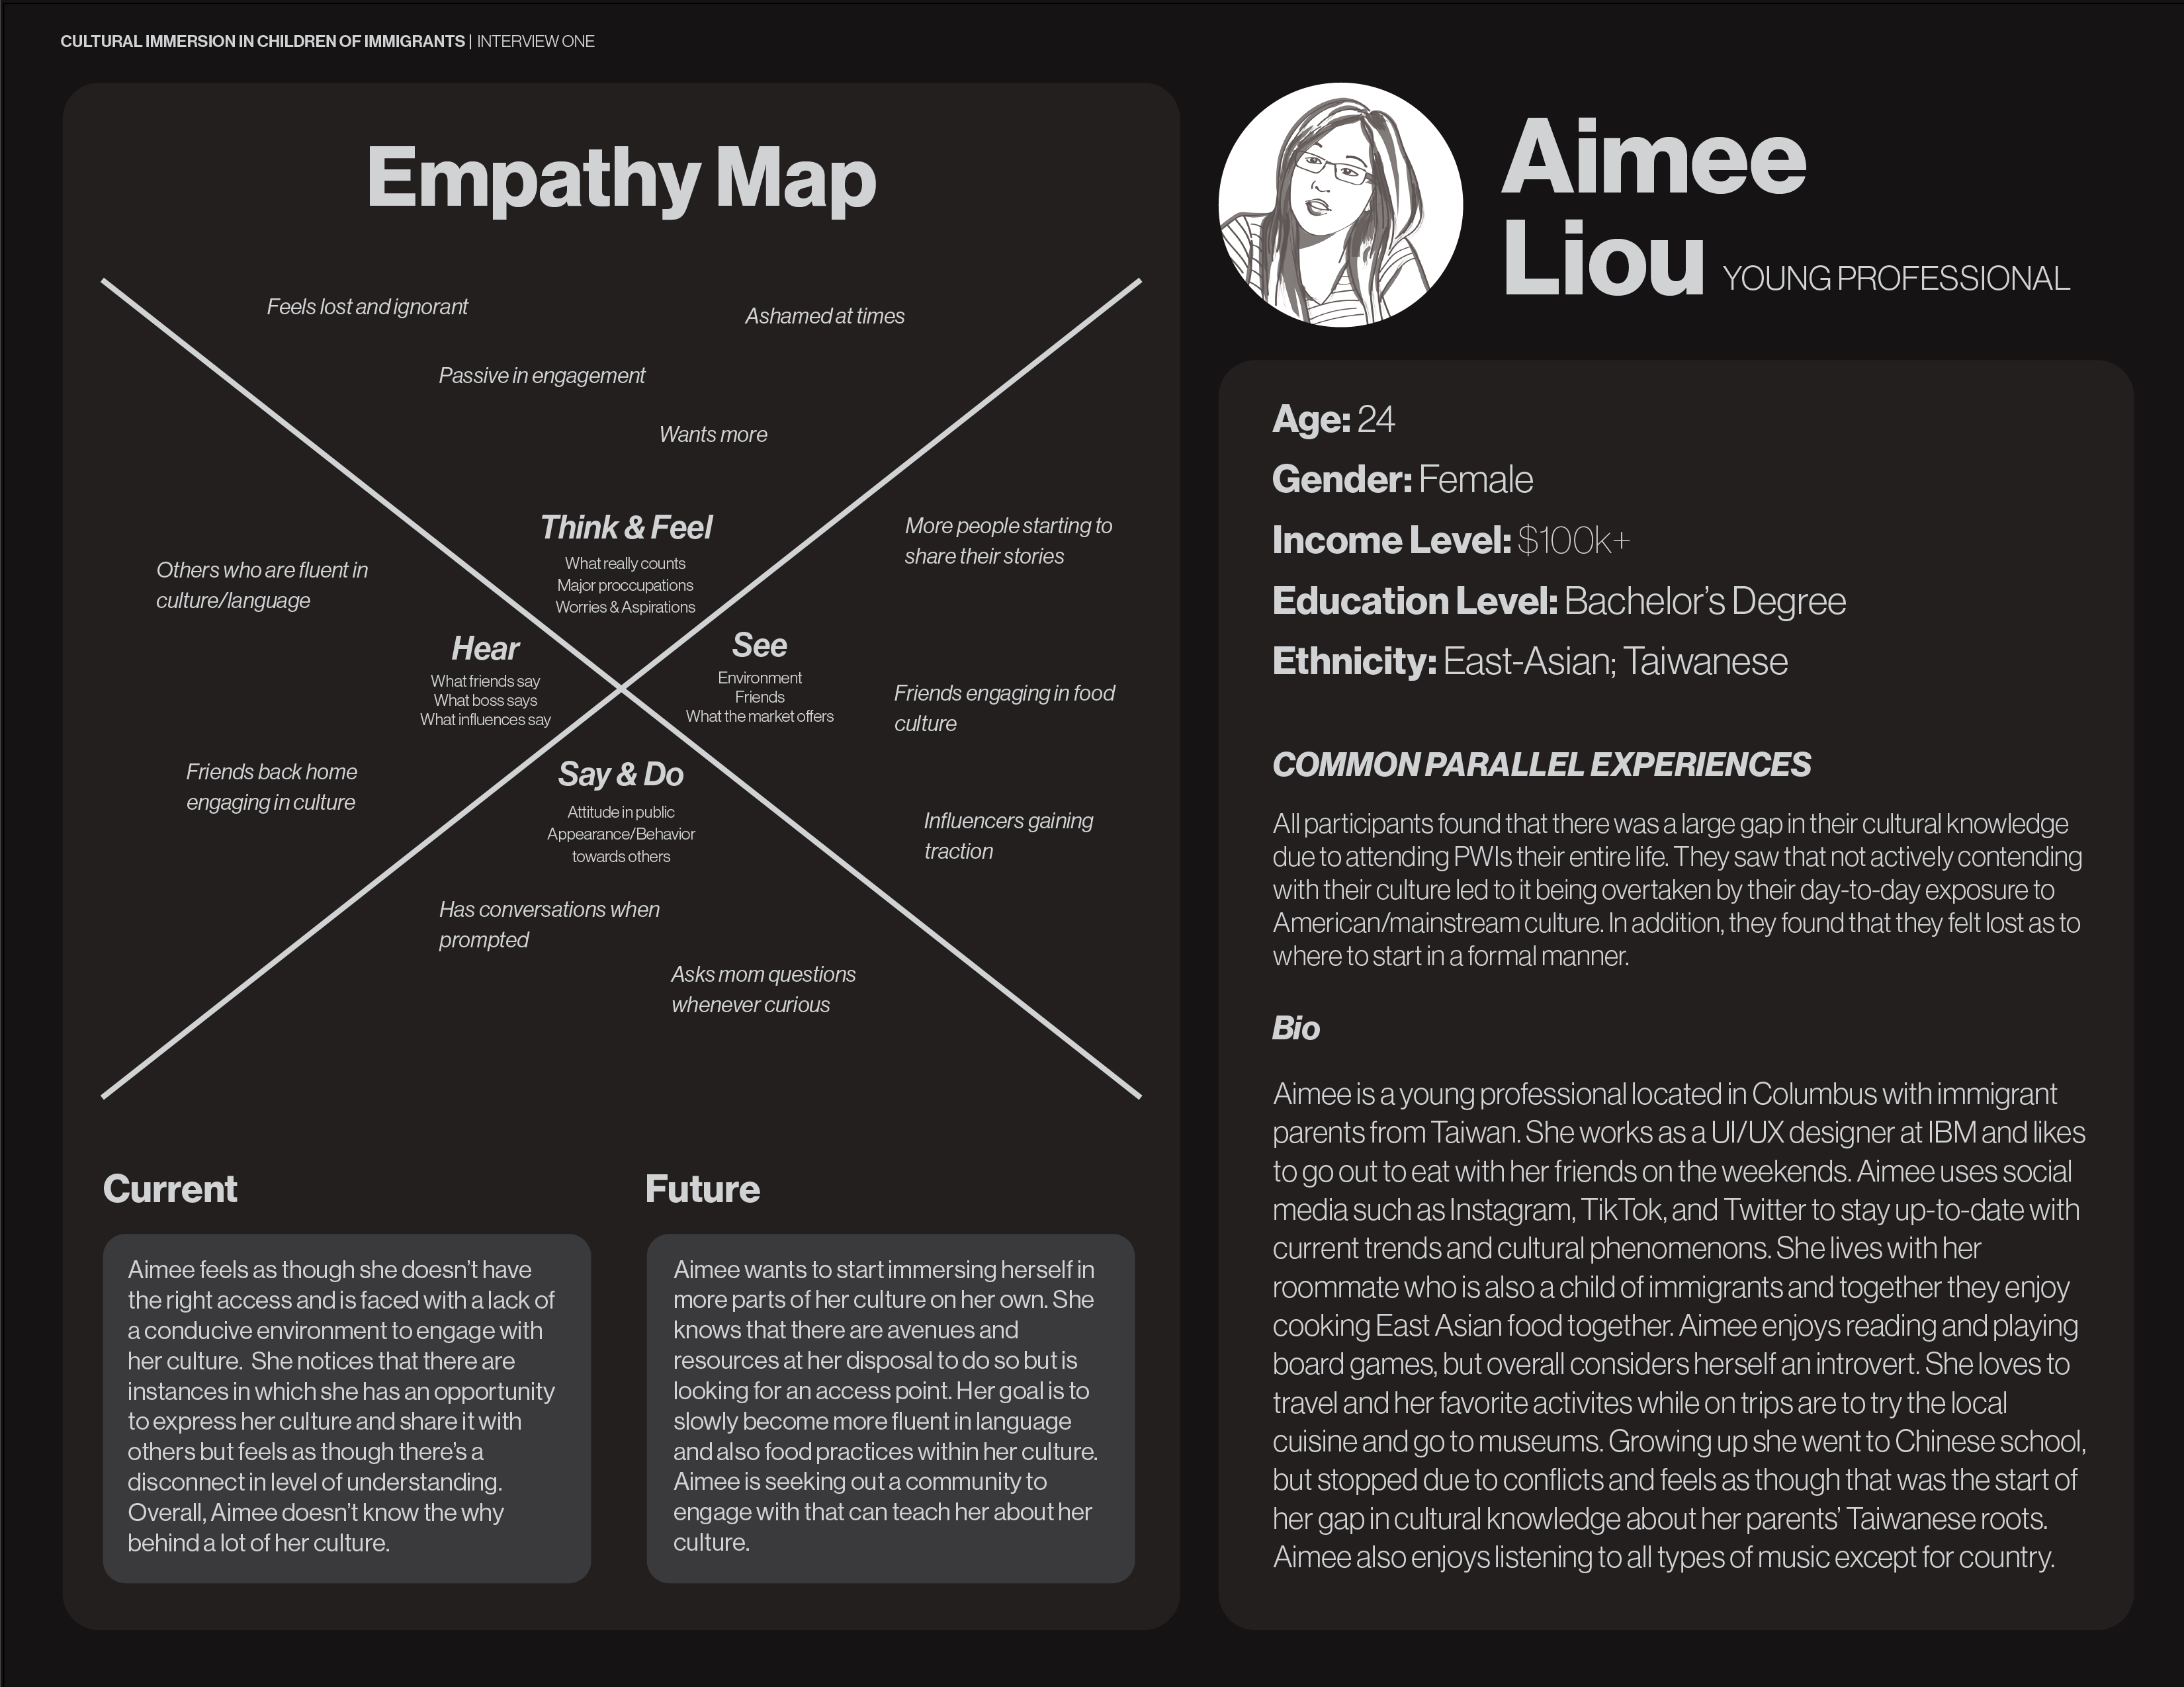 CULTURAL IMMERSION IN CHILDREN OF IMMIGRANTS | INTERVIEW ONE
Empathy Map
Feels lost and ignorant
Ashamed at times
Passive in engagement
Wants more
Think & Feel
What really counts
Major proccupations
Worries & Aspirations
Others who are fluent in
culture/language
Hear
What friends say
What boss says
What influences say
Friends back home
engaging in culture
See
Environment
Friends
What the market offers
More people starting to
share their stories
Friends engaging in food
culture
Influencers gaining
traction
Say & Do
Attitude in public
Appearance/Behavior
towards others
Has conversations when
prompted
Asks mom questions
whenever curious
Current
Aimee feels as though she doesn't have
the right access and is faced with a lack of
a conducive environment to engage with
her culture.  She notices that there are
instances in which she has an opportunity
to express her culture and share it with
others but feels as though there's a
disconnect in level of understanding.
Overall, Aimee doesn't know the why
behind a lot of her culture.
Future
Aimee wants to start immersing herself in
more parts of her culture on her own. She
knows that there are avenues and
resources at her disposal to do so but is
looking for an access point. Her goal is to
slowly become more fluent in language
and also food practices within her culture.
Aimee is seeking out a community to
engage with that can teach her about her
culture.
Aimee
Liou YOUNG PROFESSIONAL
Age: 24
Gender: Female
Income Level: $100k+
Education Level: Bachelor's Degree
Ethnicity: East-Asian; Taiwanese
COMMON PARALLEL EXPERIENCES
All participants found that there was a large gap in their cultural knowledge
due to attending PWIs their entire life. They saw that not actively contending
with their culture led to it being overtaken by their day-to-day exposure to
American/mainstream culture. In addition, they found that they felt lost as to
where to start in a formal manner.
Bio
Aimee is a young professional located in Columbus with immigrant
parents from Taiwan. She works as a UI/UX designer at IBM and likes
to go out to eat with her friends on the weekends. Aimee uses social
media such as Instagram, TikTok, and Twitter to stay up-to-date with
current trends and cultural phenomenons. She lives with her
roommate who is also a child of immigrants and together they enjoy
cooking East Asian food together. Aimee enjoys reading and playing
board games, but overall considers herself an introvert. She loves to
travel and her favorite activites while on trips are to try the local
cuisine and go to museums. Growing up she went to Chinese school,
but stopped due to conflicts and feels as though that was the start of
her gap in cultural knowledge about her parents' Taiwanese roots.
Aimee also enjoys listening to all types of music except for country.